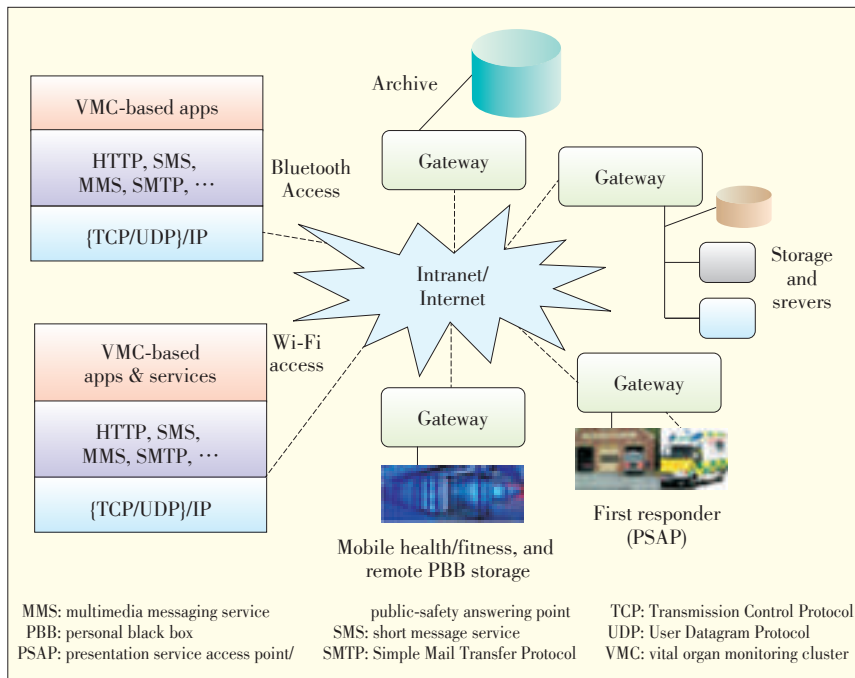 VMC-based apps
HTTP, SMS,
MMS, SMTP, ⋯
{TCP/UDP}/IP
Bluetooth
Access
Archive
Gateway
Gateway
Storage
and
srevers
Intranet/
Internet
VMC-based
apps & services
HTTP, SMS,
MMS, SMTP, ⋯
{TCP/UDP}/IP
Wi-Fi
access
Gateway
Mobile health/fitness, and
remote PBB storage
Gateway
First responder
(PSAP)
MMS: multimedia messaging service
PBB: personal black box
PSAP: presentation service access point/
public-safety answering point
SMS: short message service
SMTP: Simple Mail Transfer Protocol
TCP: Transmission Control Protocol
UDP: User Datagram Protocol
VMC: vital organ monitoring cluster